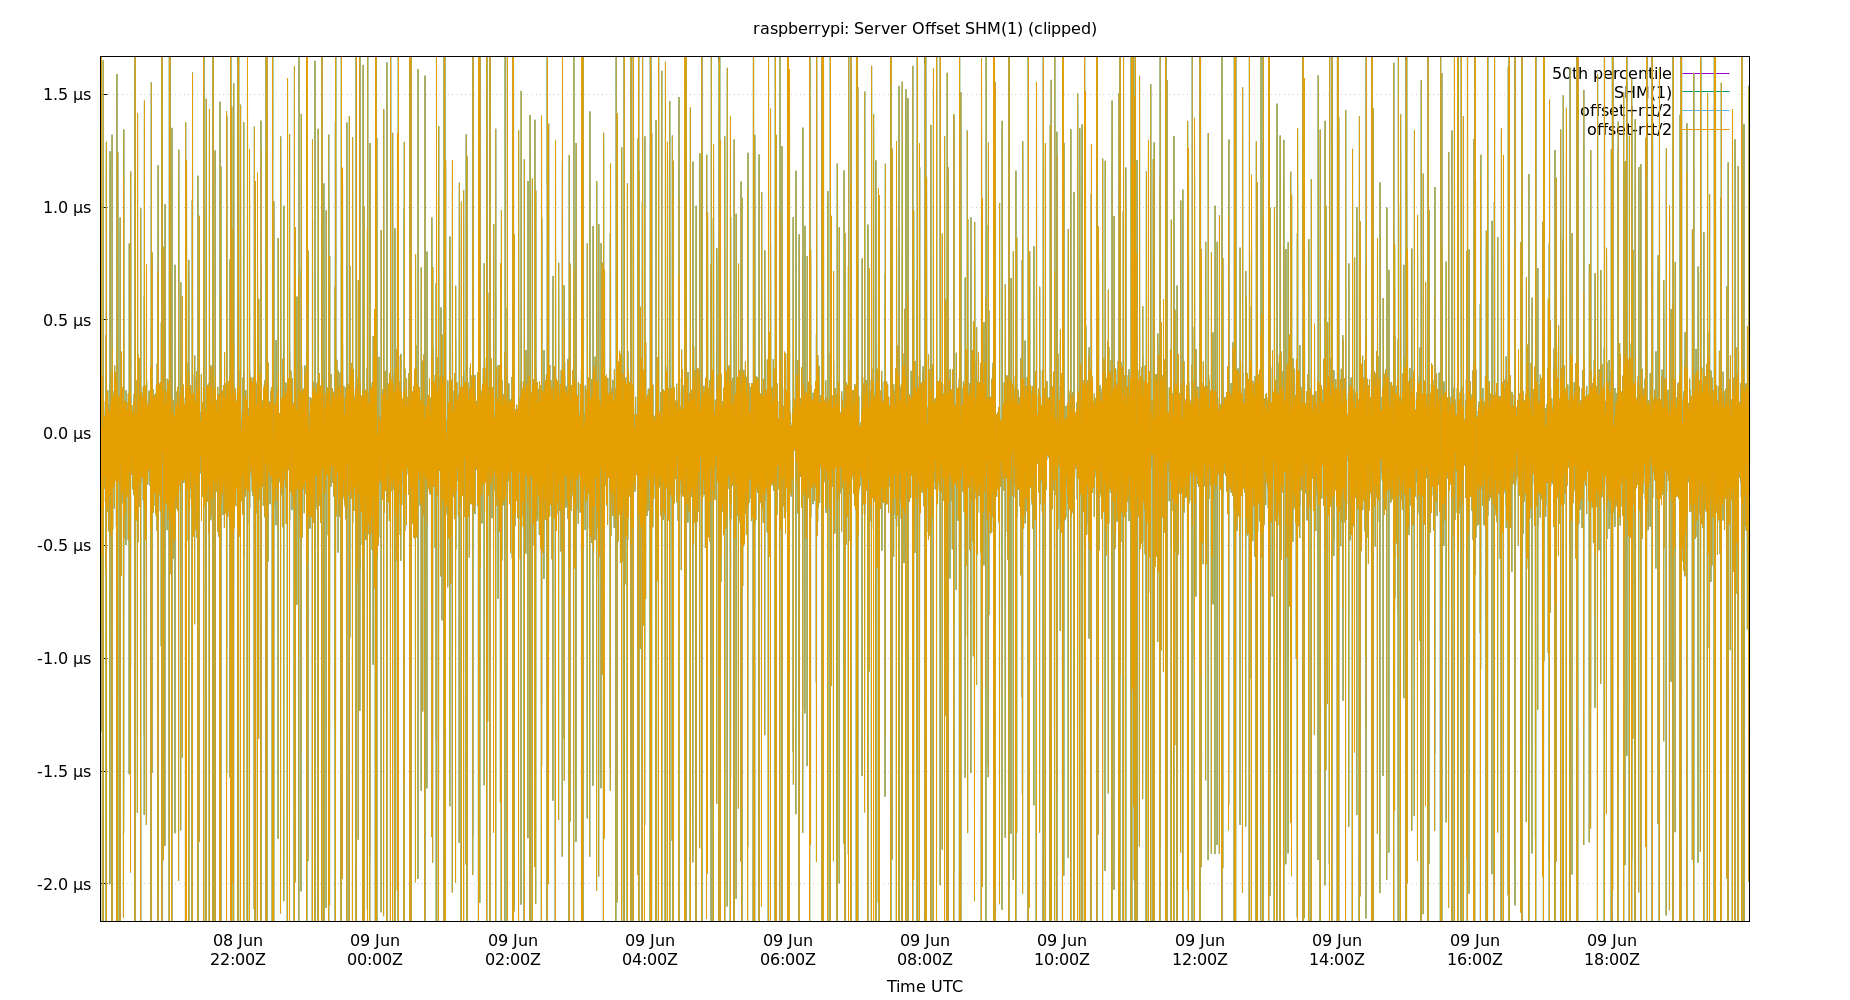 raspberrypi: Server Offset SHM(1) (clipped)
50th percentile
SHM(1)
offset+rtt/2
offset-rtt/2
1.5 μs
1.0 μs
0.5 μs
0.0 μs
-0.5 μs
-1.0 μs
-1.5 μs
-2.0 μs
08 Jun 09 Jun 09 Jun 09 Jun 09 Jun 09 Jun 09 Jun 09 Jun 09 Jun 09 Jun 09 Jun
22:00Z 00:00Z 02:00Z 04:00Z 06:00Z 08:00Z 10:00Z 12:00Z 14:00Z 16:00Z 18:00Z
Time UTC